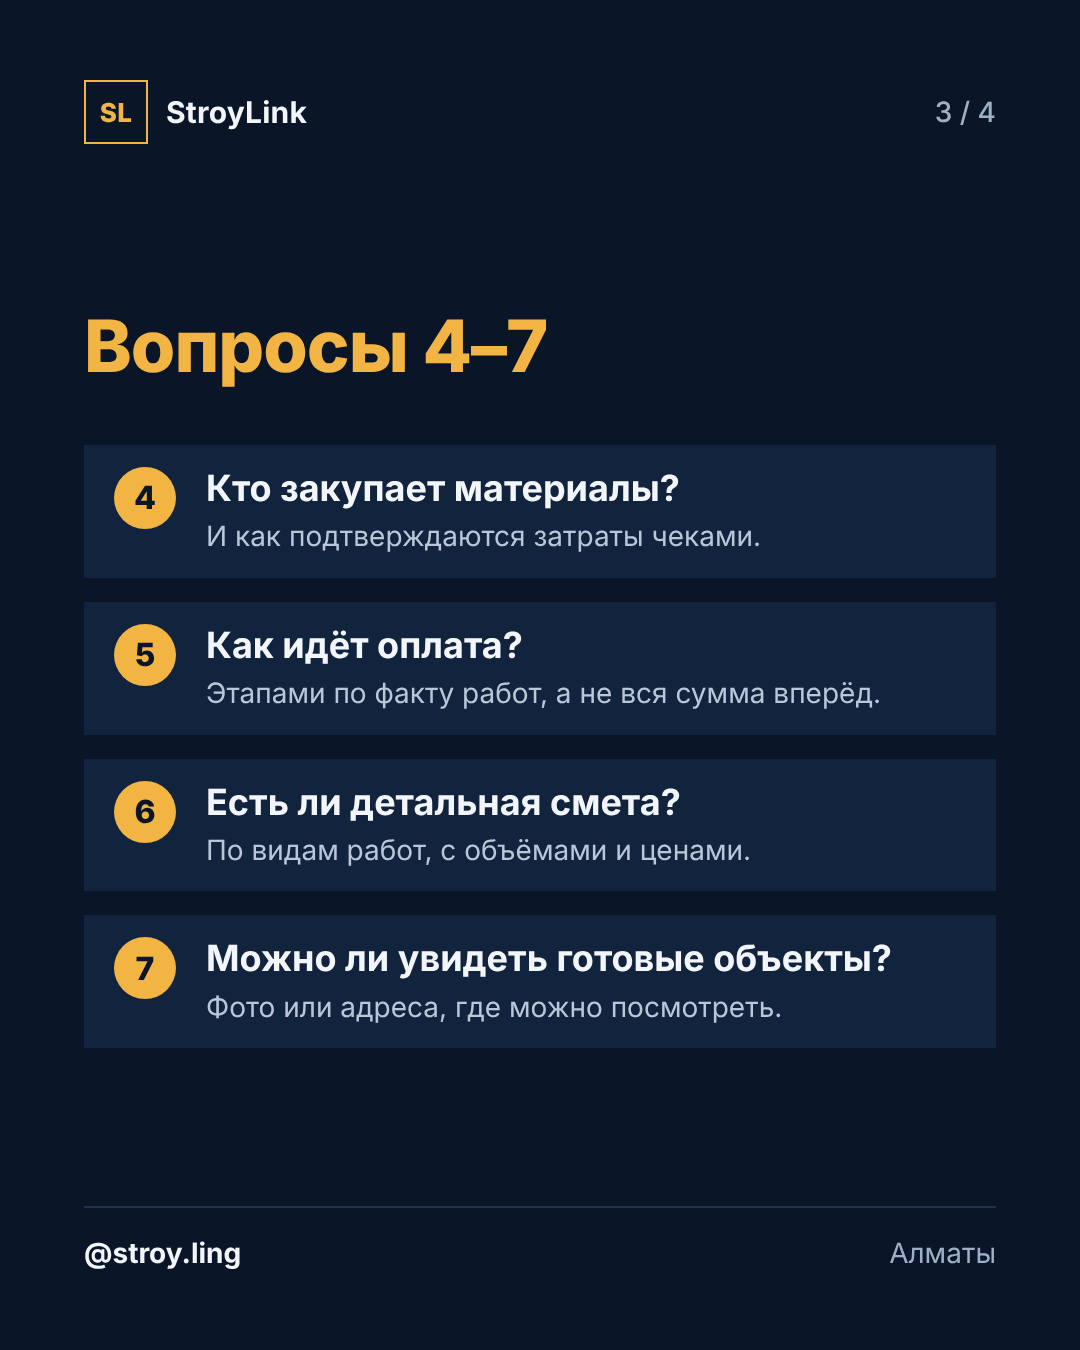 SL StroyLink 3 / 4
Вопросы 4–7
4 Кто закупает материалы?
И как подтверждаются затраты чеками.
5 Как идёт оплата?
Этапами по факту работ, а не вся сумма вперёд.
6 Есть ли детальная смета?
По видам работ, с объёмами и ценами.
7 Можно ли увидеть готовые объекты?
Фото или адреса, где можно посмотреть.
@stroy.ling Алматы